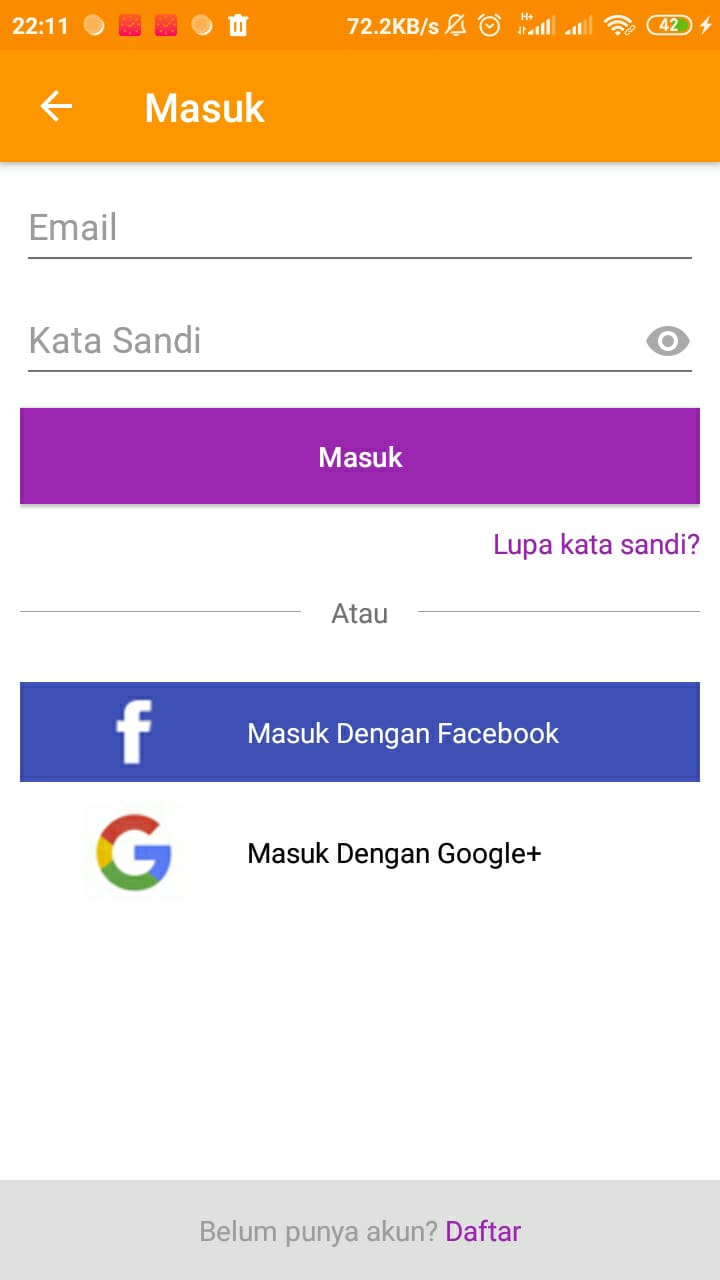 22:11 72.2KB/s H+ 42
Masuk
Email
Kata Sandi
Masuk
Lupa kata sandi?
Atau
f Masuk Dengan Facebook
G Masuk Dengan Google+
Belum punya akun? Daftar